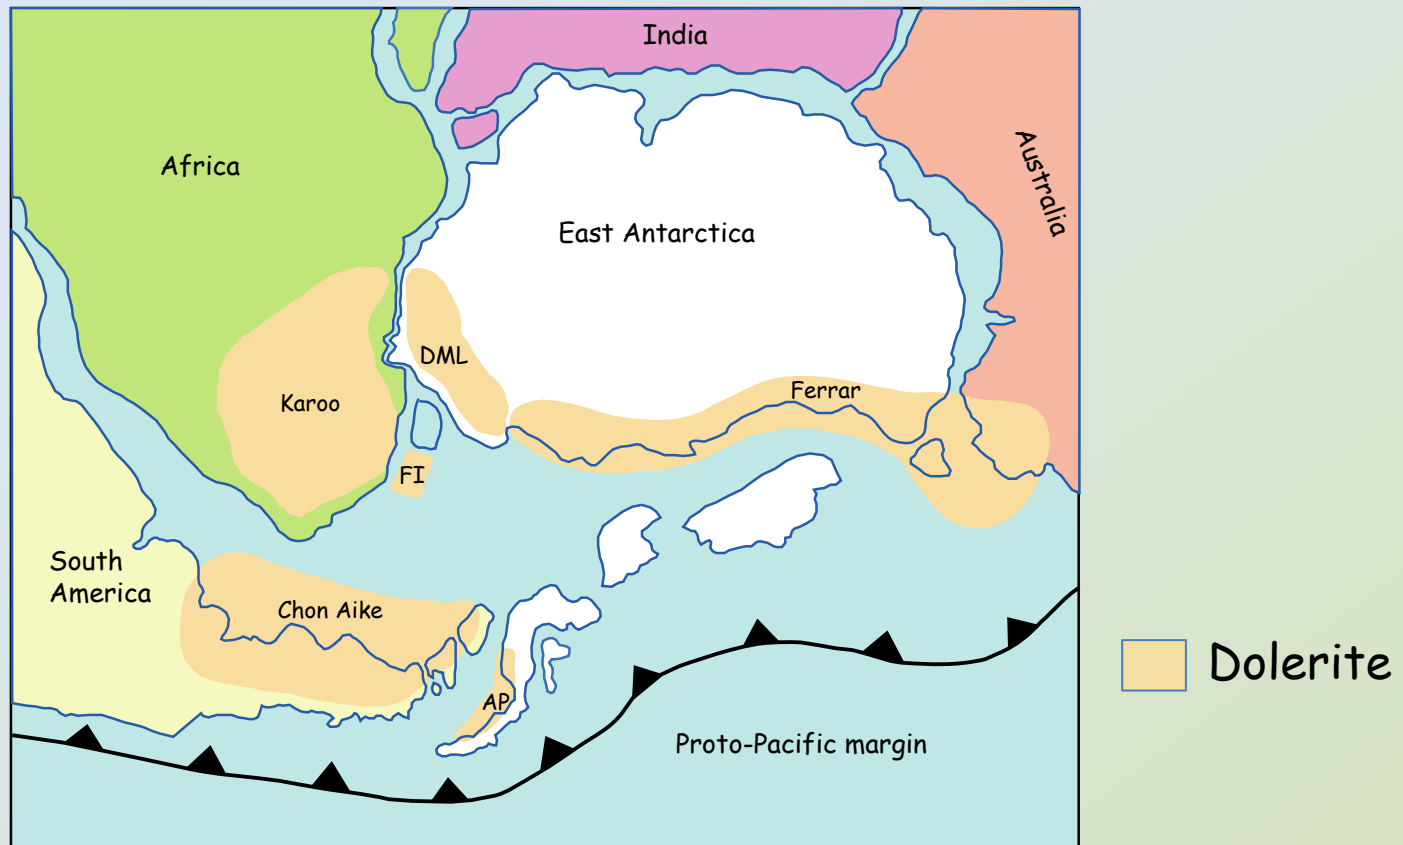 India
Africa
Australia
East Antarctica
DML
Ferrar
Karoo
FI
South
America
Chon Aike
Dolerite
AP
Proto-Pacific margin